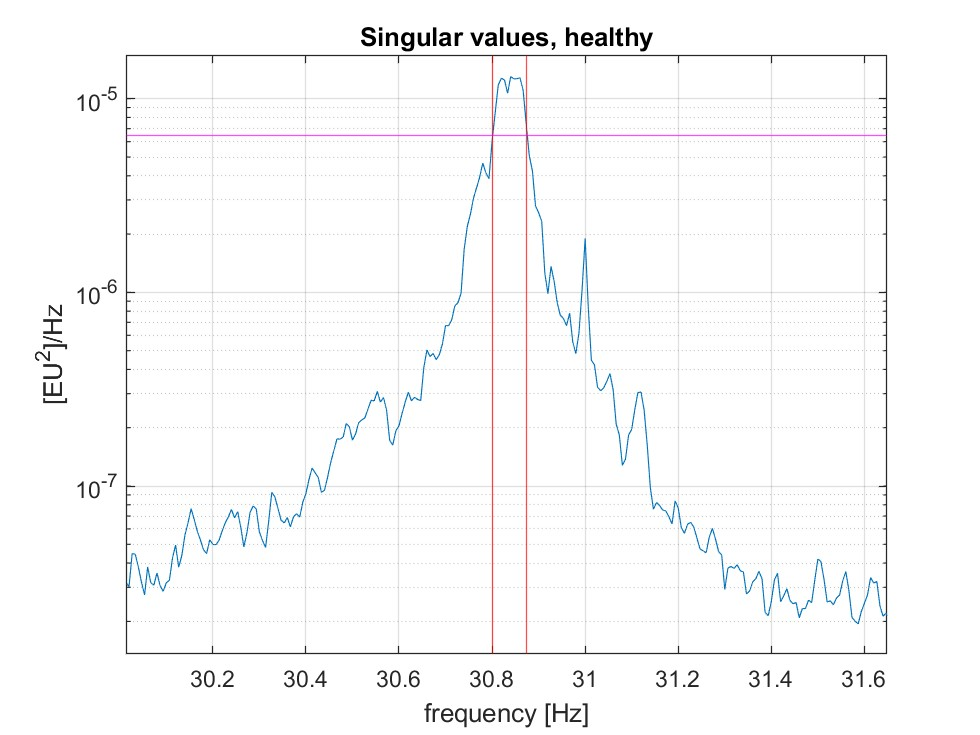 Singular values, healthy
[EU^2]/Hz
10^-5
10^-6
10^-7
30.2 30.4 30.6 30.8 31 31.2 31.4 31.6
frequency [Hz]